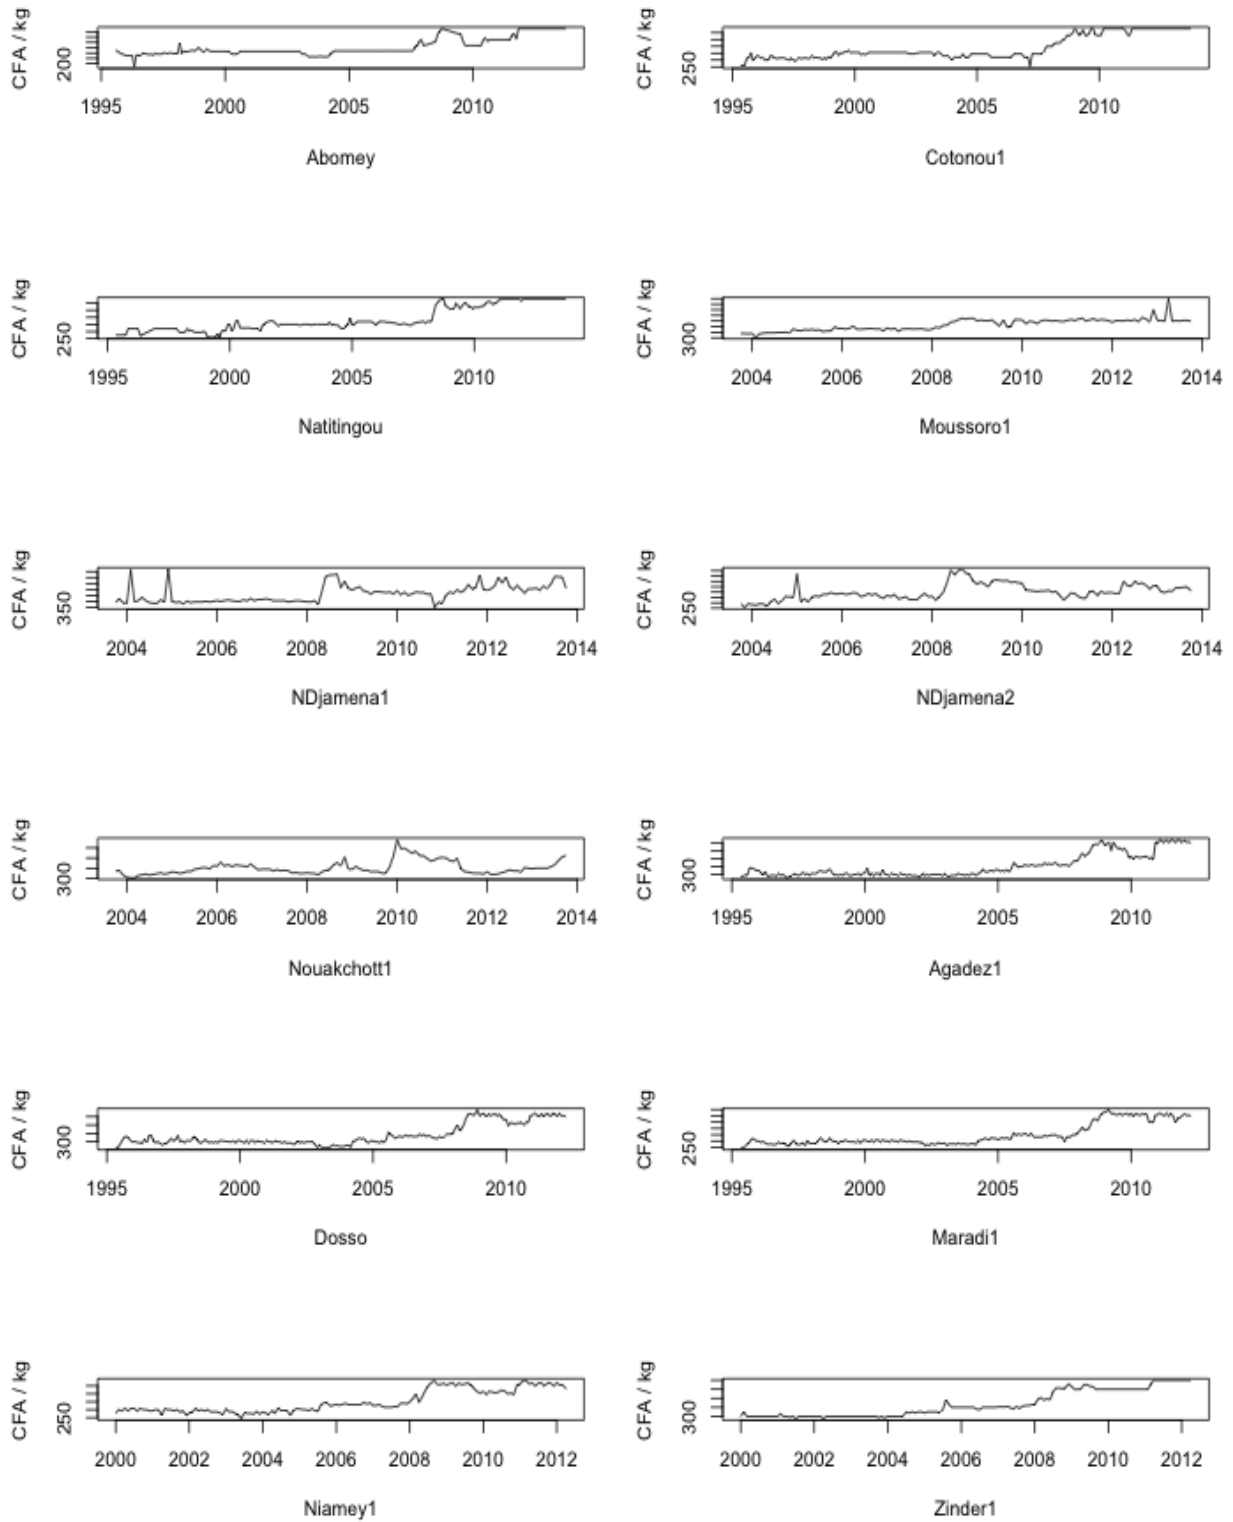 CFA / kg
200
1995 2000 2005 2010
Abomey
CFA / kg
250
1995 2000 2005 2010
Cotonou1
CFA / kg
250
1995 2000 2005 2010
Natitingou
CFA / kg
300
2004 2006 2008 2010 2012 2014
Moussoro1
CFA / kg
350
2004 2006 2008 2010 2012 2014
NDjamena1
CFA / kg
250
2004 2006 2008 2010 2012 2014
NDjamena2
CFA / kg
300
2004 2006 2008 2010 2012 2014
Nouakchott1
CFA / kg
300
1995 2000 2005 2010
Agadez1
CFA / kg
300
1995 2000 2005 2010
Dosso
CFA / kg
250
1995 2000 2005 2010
Maradi1
CFA / kg
250
2000 2002 2004 2006 2008 2010 2012
Niamey1
CFA / kg
300
2000 2002 2004 2006 2008 2010 2012
Zinder1